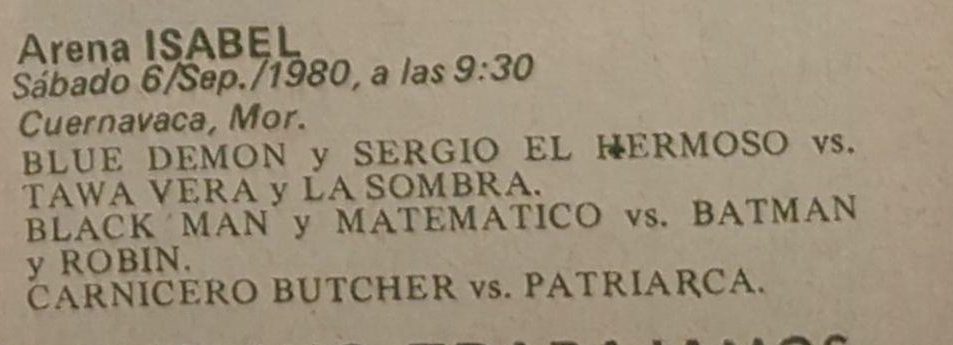 Arena ISABEL
Sábado 6/Sep./1980, a las 9:30
Cuernavaca, Mor.
BLUE DEMON y SERGIO EL HERMOSO vs.
TAWA VERA y LA SOMBRA.
BLACK MAN y MATEMATICO vs. BATMAN
y ROBIN.
CARNICERO BUTCHER vs. PATRIARCA.